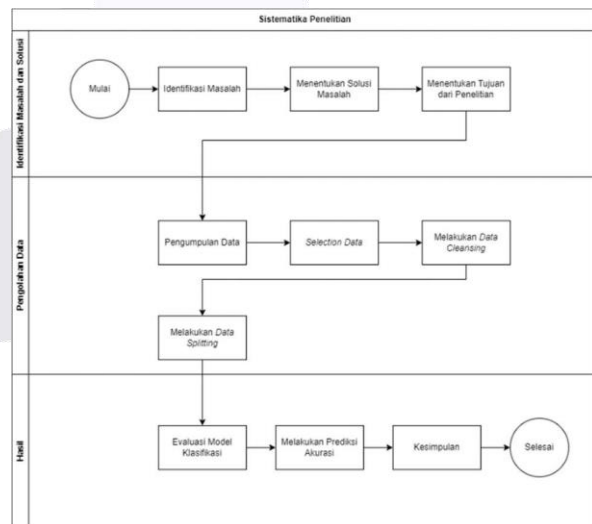 Sistematika Penelitian
Identifikasi Masalah dan Solusi
Mulai
Identifikasi Masalah
Menentukan Solusi
Masalah
Menentukan Tujuan
dari Penelitian
Pengolahan Data
Pengumpulan Data
Selection Data
Melakukan Data
Cleansing
Melakukan Data
Splitting
Hasil
Evaluasi Model
Klasifikasi
Melakukan Prediksi
Akurasi
Kesimpulan
Selesai